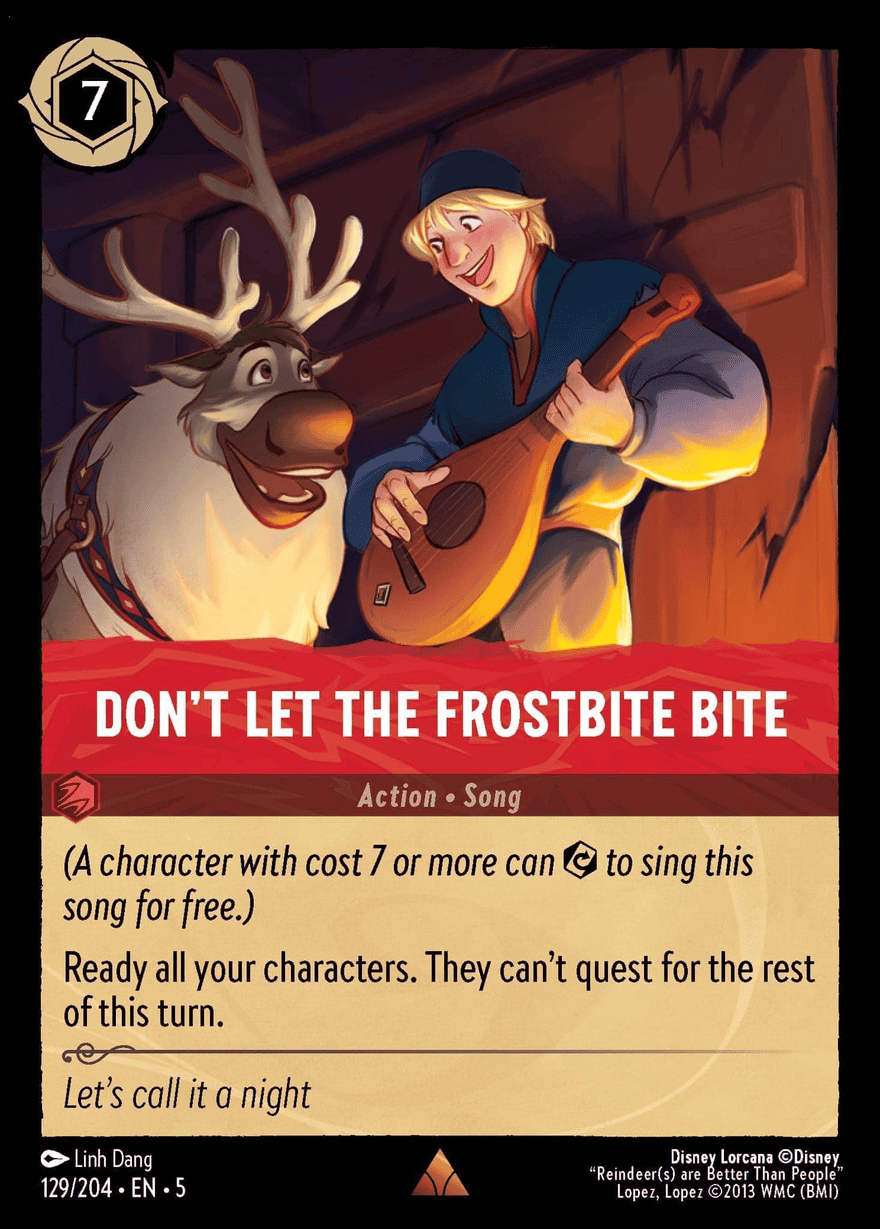 7
DON'T LET THE FROSTBITE BITE
Action • Song
(A character with cost 7 or more can to sing this
song for free.)
Ready all your characters. They can't quest for the rest
of this turn.
Let's call it a night
Linh Dang
129/204 • EN • 5
Disney Lorcana ©Disney
“Reindeer(s) are Better Than People”
Lopez, Lopez ©2013 WMC (BMI)